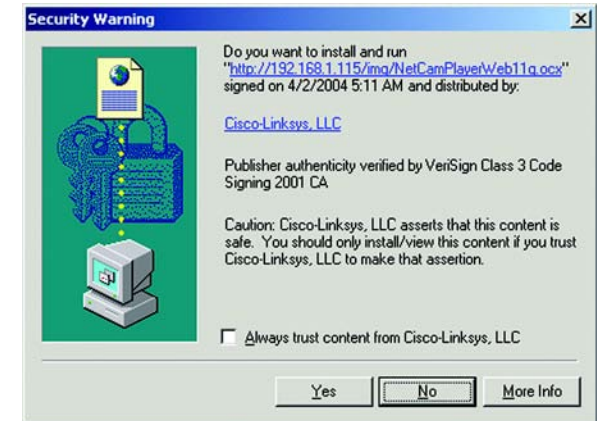 Security Warning
Do you want to install and run
"http://192.168.1.115/img/NetCamPlayerWeb11g.ocx"
signed on 4/2/2004 5:11 AM and distributed by:
Cisco-Linksys, LLC
Publisher authenticity verified by VeriSign Class 3 Code
Signing 2001 CA
Caution: Cisco-Linksys, LLC asserts that this content is
safe. You should only install/view this content if you trust
Cisco-Linksys, LLC to make that assertion.
Always trust content from Cisco-Linksys, LLC
Yes No More Info